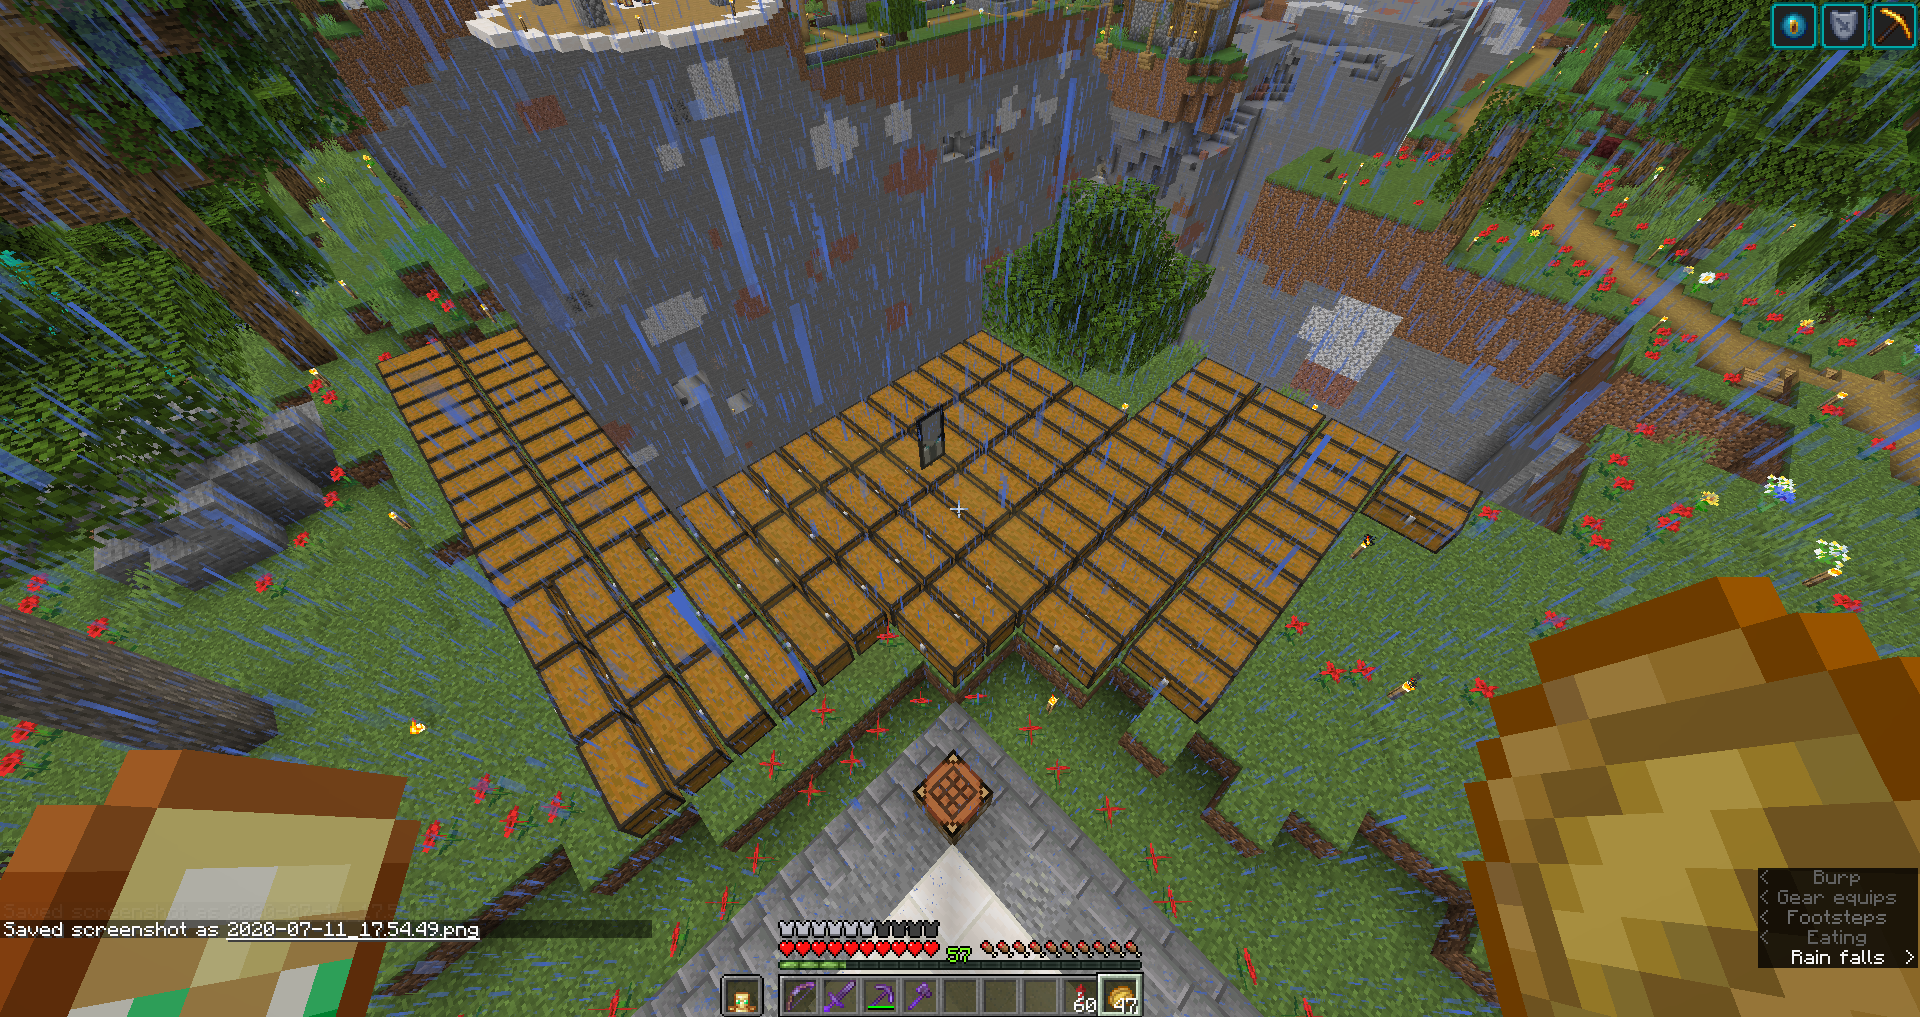 Saved screenshot as 2020-07-11_17.54.49.png
57
60
47
< Burp
< Gear equips
< Footsteps
< Eating
Rain falls >